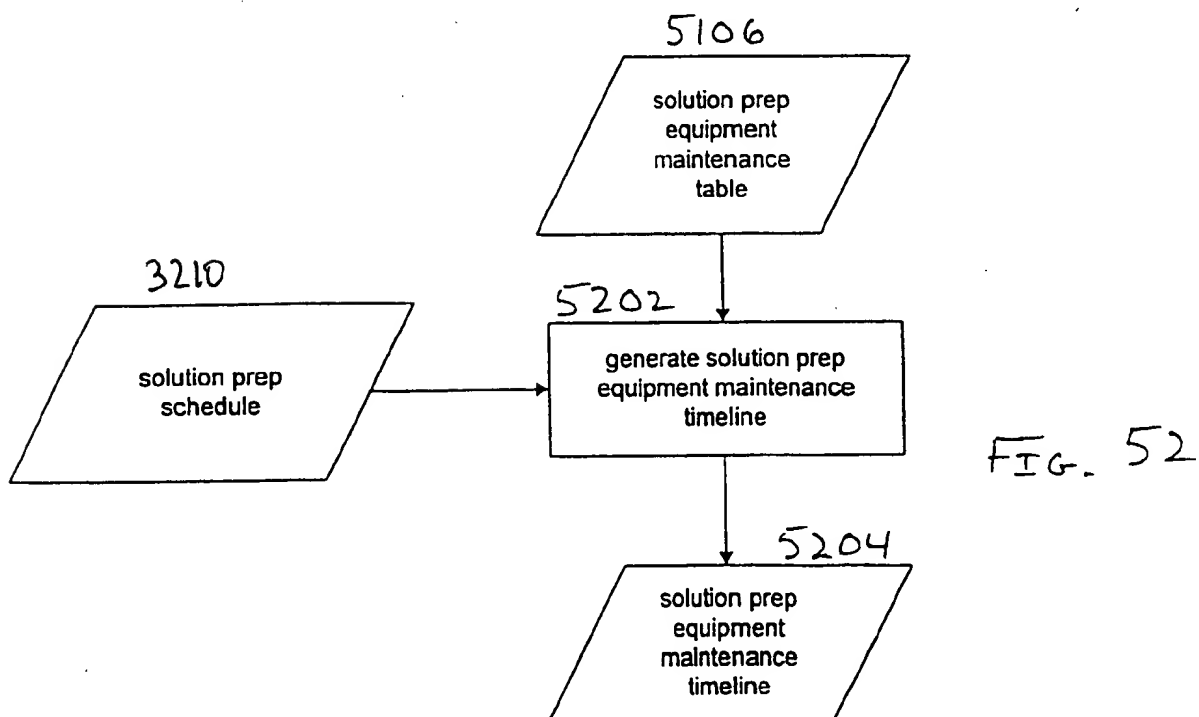 5106
solution prep
equipment
maintenance
table
3210
solution prep
schedule
5202
generate solution prep
equipment maintenance
timeline
FIG. 52
5204
solution prep
equipment
maintenance
timeline